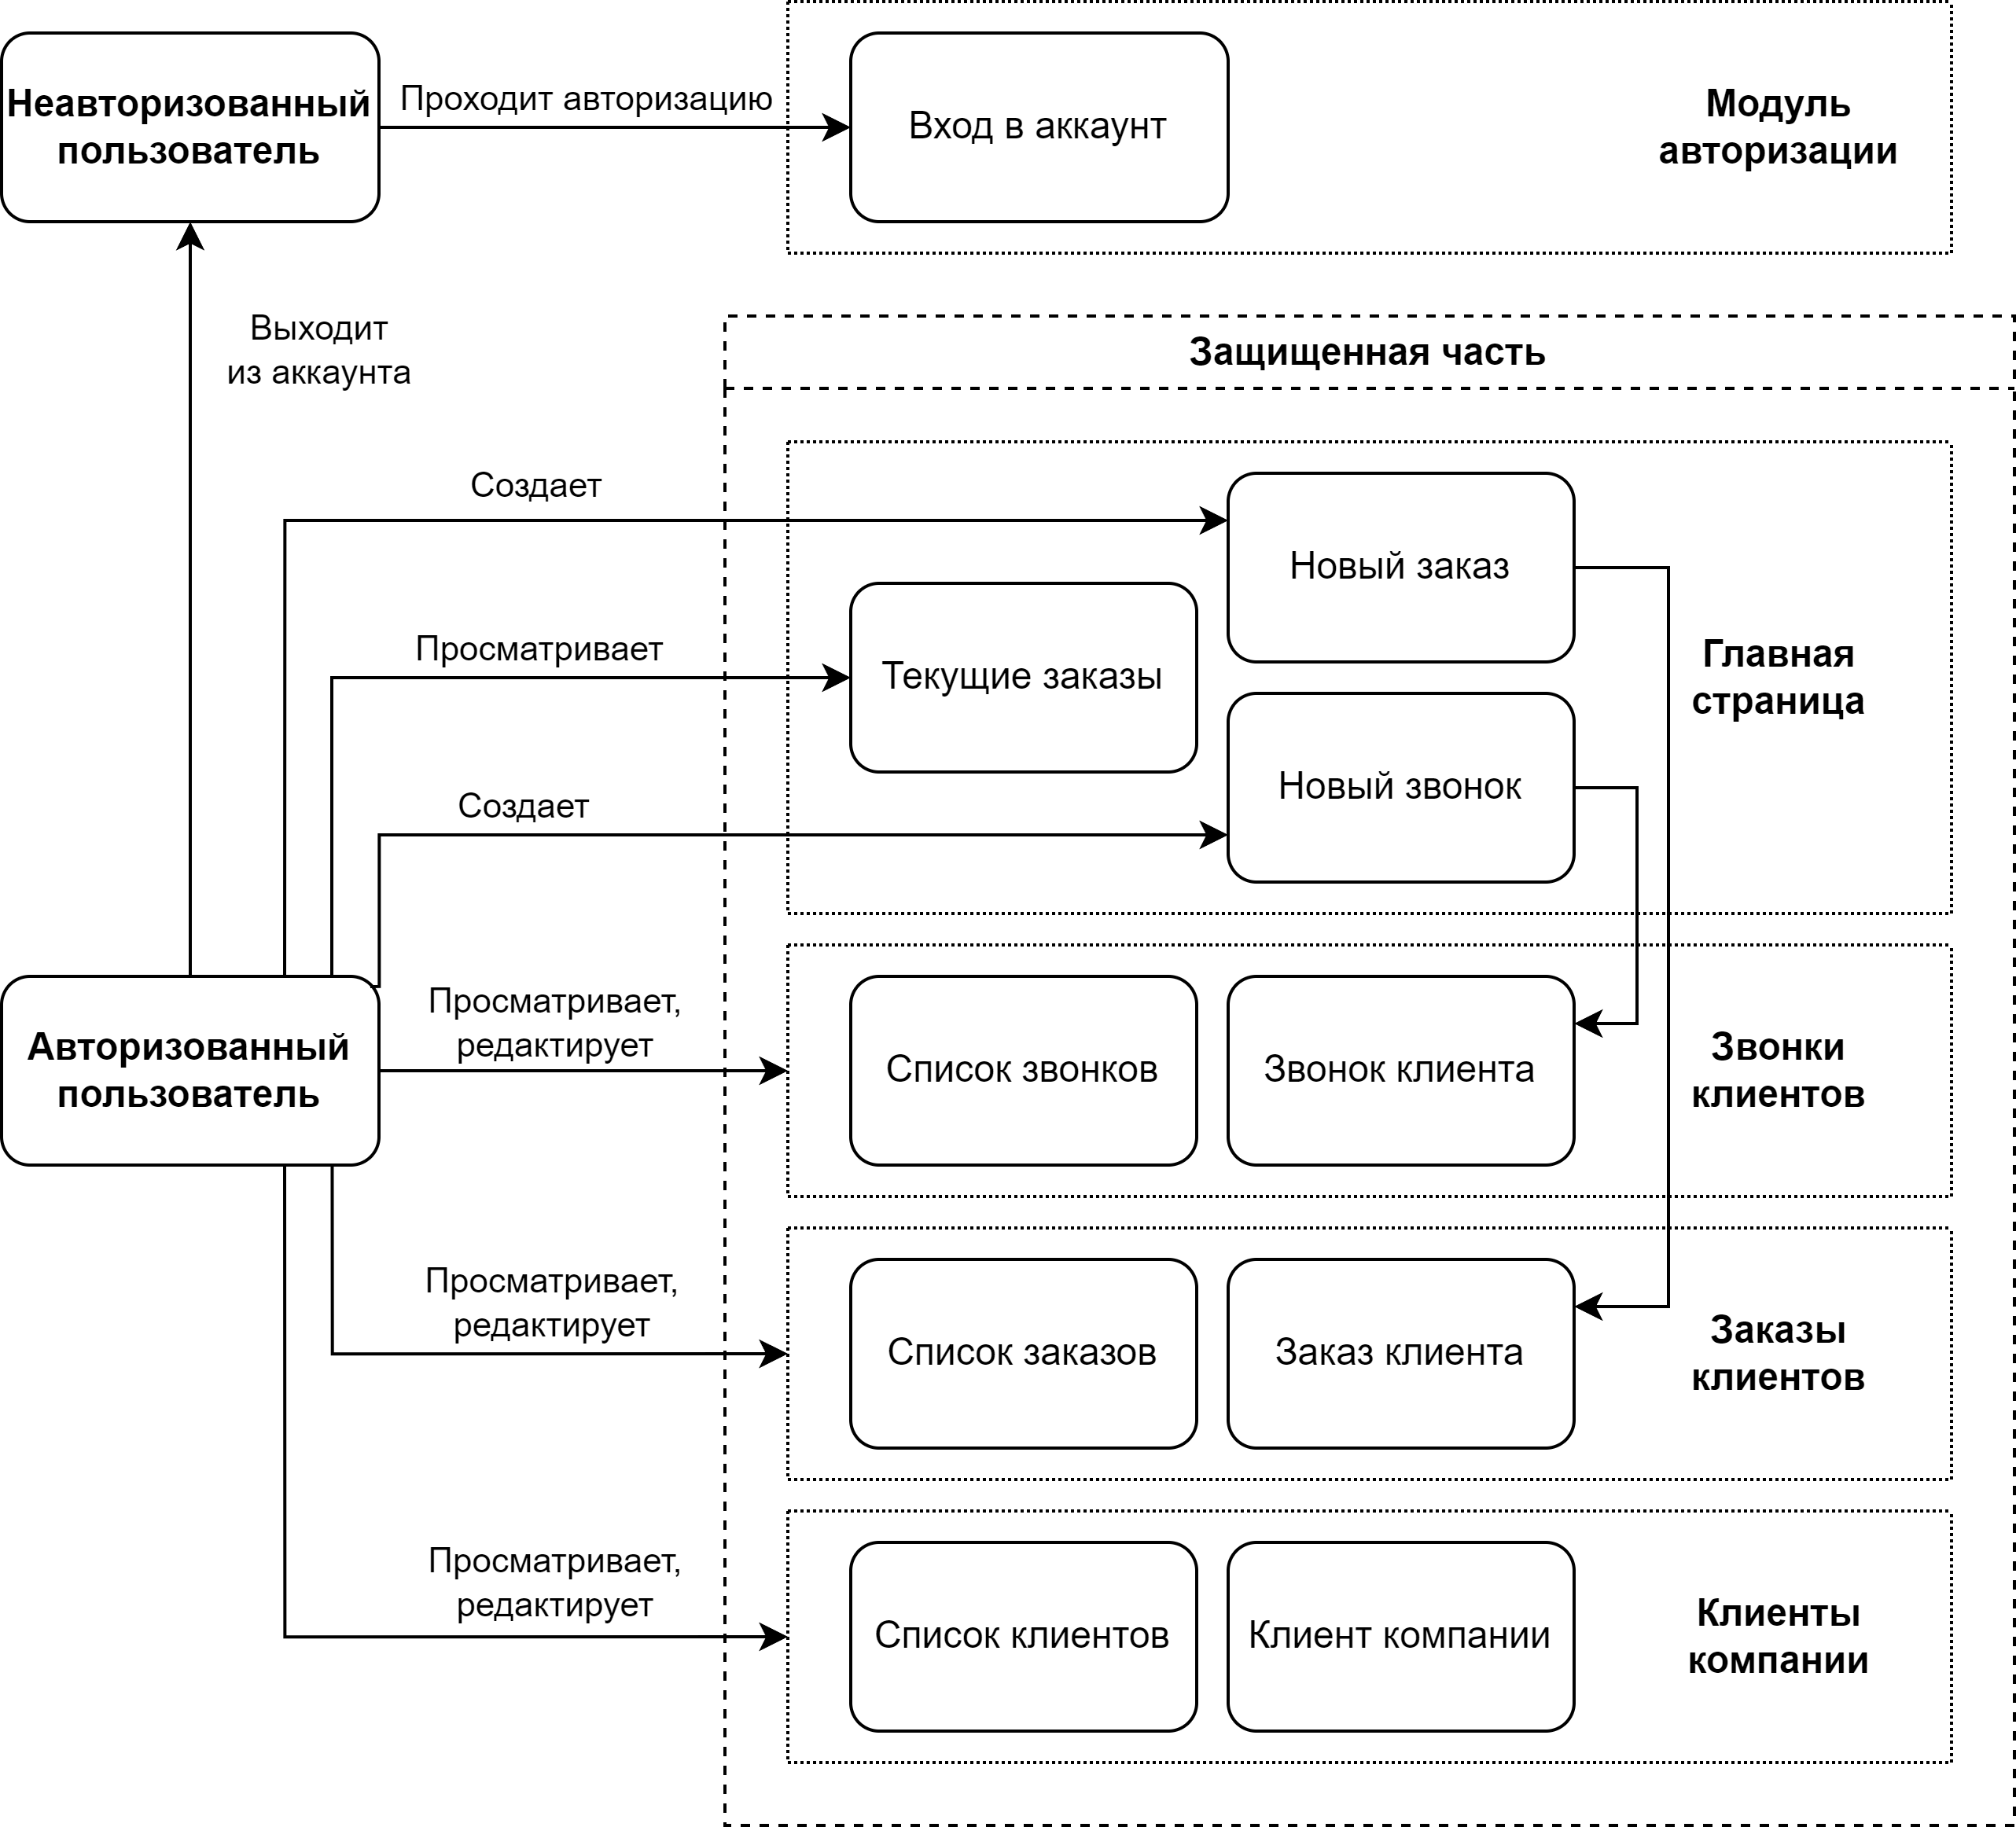 Неавторизованный
пользователь
Проходит авторизацию
Вход в аккаунт
Модуль
авторизации
Выходит
из аккаунта
Защищенная часть
Создает
Новый заказ
Просматривает
Текущие заказы
Главная
страница
Новый звонок
Создает
Авторизованный
пользователь
Просматривает,
редактирует
Список звонков
Звонок клиента
Звонки
клиентов
Просматривает,
редактирует
Список заказов
Заказ клиента
Заказы
клиентов
Просматривает,
редактирует
Список клиентов
Клиент компании
Клиенты
компании